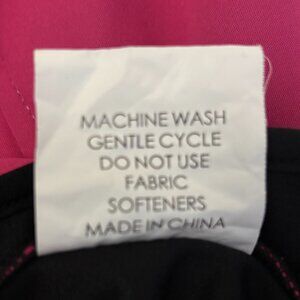 MACHINE WASH
GENTLE CYCLE
DO NOT USE
FABRIC
SOFTENERS
MADE IN CHINA